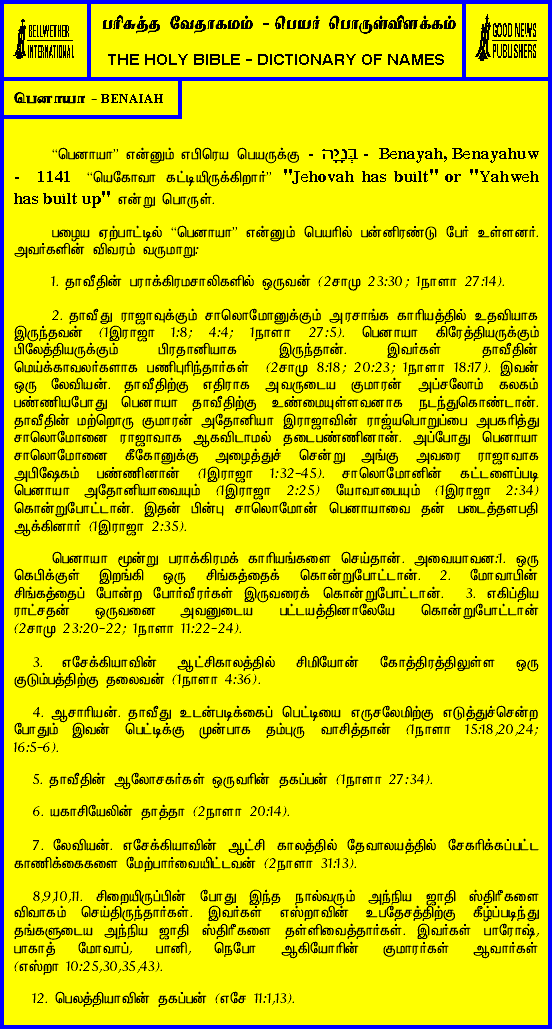 BELLWETHER
INTERNATIONAL
பரிசுத்த வேதாகமம் - பெயர் பொருள்விளக்கம்
THE HOLY BIBLE - DICTIONARY OF NAMES
GOOD NEWS
PUBLISHERS
பெனாயா - BENAIAH
“பெனாயா” என்னும் எபிரெய பெயருக்கு - בְּנָיָה - Benayah, Benayahuw
- 1141 “யெகோவா கட்டியிருக்கிறார்” "Jehovah has built" or "Yahweh
has built up" என்று பொருள்.
பழைய ஏற்பாட்டில் “பெனாயா” என்னும் பெயரில் பன்னிரண்டு பேர் உள்ளனர்.
அவர்களின் விவரம் வருமாறு:
1. தாவீதின் பராக்கிரமசாலிகளில் ஒருவன் (2சாமு 23:30; 1நாளா 27:14).
2. தாவீது ராஜாவுக்கும் சாலொமோனுக்கும் அரசாங்க காரியத்தில் உதவியாக
இருந்தவன் (1இராஜா 1:8; 4:4; 1நாளா 27:5). பெனாயா கிரேத்தியருக்கும்
பிலேத்தியருக்கும் பிரதானியாக இருந்தான். இவர்கள் தாவீதின்
மெய்க்காவலர்களாக பணிபுரிந்தார்கள் (2சாமு 8:18; 20:23; 1நாளா 18:17). இவன்
ஒரு லேவியன். தாவீதிற்கு எதிராக அவருடைய குமாரன் அப்சலோம் கலகம்
பண்ணியபோது பெனாயா தாவீதிற்கு உண்மையுள்ளவனாக நடந்துகொண்டான்.
தாவீதின் மற்றொரு குமாரன் அதோனியா இராஜாவின் ராஜ்யபொறுப்பை அபகரித்து
சாலொமோனை ராஜாவாக ஆகவிடாமல் தடைபண்ணினான். அப்போது பெனாயா
சாலொமோனை கீகோனுக்கு அழைத்துச் சென்று அங்கு அவரை ராஜாவாக
அபிஷேகம் பண்ணினான் (1இராஜா 1:32-45). சாலொமோனின் கட்டளைப்படி
பெனாயா அதோனியாவையும் (1இராஜா 2:25) யோவாபையும் (1இராஜா 2:34)
கொன்றுபோட்டான். இதன் பின்பு சாலொமோன் பெனாயாவை தன் படைத்தளபதி
ஆக்கினார் (1இராஜா 2:35).
பெனாயா மூன்று பராக்கிரமக் காரியங்களை செய்தான். அவையாவன:1. ஒரு
கெபிக்குள் இறங்கி ஒரு சிங்கத்தைக் கொன்றுபோட்டான். 2. மோவாபின்
சிங்கத்தைப் போன்ற போர்வீரர்கள் இருவரைக் கொன்றுபோட்டான். 3. எகிப்திய
ராட்சதன் ஒருவனை அவனுடைய பட்டயத்தினாலேயே கொன்றுபோட்டான்
(2சாமு 23:20-22; 1நாளா 11:22-24).
3. எசேக்கியாவின் ஆட்சிகாலத்தில் சிமியோன் கோத்திரத்திலுள்ள ஒரு
குடும்பத்திற்கு தலைவன் (1நாளா 4:36).
4. ஆசாரியன். தாவீது உடன்படிக்கைப் பெட்டியை எருசலேமிற்கு எடுத்துச்சென்ற
போதும் இவன் பெட்டிக்கு முன்பாக தம்புரு வாசித்தான் (1நாளா 15:18,20,24;
16:5-6).
5. தாவீதின் ஆலோசகர்கள் ஒருவரின் தகப்பன் (1நாளா 27:34).
6. யகாசியேலின் தாத்தா (2நாளா 20:14).
7. லேவியன். எசேக்கியாவின் ஆட்சி காலத்தில் தேவாலயத்தில் சேகரிக்கப்பட்ட
காணிக்கைகளை மேற்பார்வையிட்டவன் (2நாளா 31:13).
8,9,10,11. சிறையிருப்பின் போது இந்த நால்வரும் அந்நிய ஜாதி ஸ்திரீகளை
விவாகம் செய்திருந்தார்கள். இவர்கள் எஸ்றாவின் உபதேசத்திற்கு கீழ்ப்படிந்து
தங்களுடைய அந்நிய ஜாதி ஸ்திரீகளை தள்ளிவைத்தார்கள். இவர்கள் பாரோஷ்,
பாகாத் மோவாப், பானி, நெபோ ஆகியோரின் குமாரர்கள் ஆவார்கள்
(எஸ்றா 10:25,30,35,43).
12. பெலத்தியாவின் தகப்பன் (எசே 11:1,13).